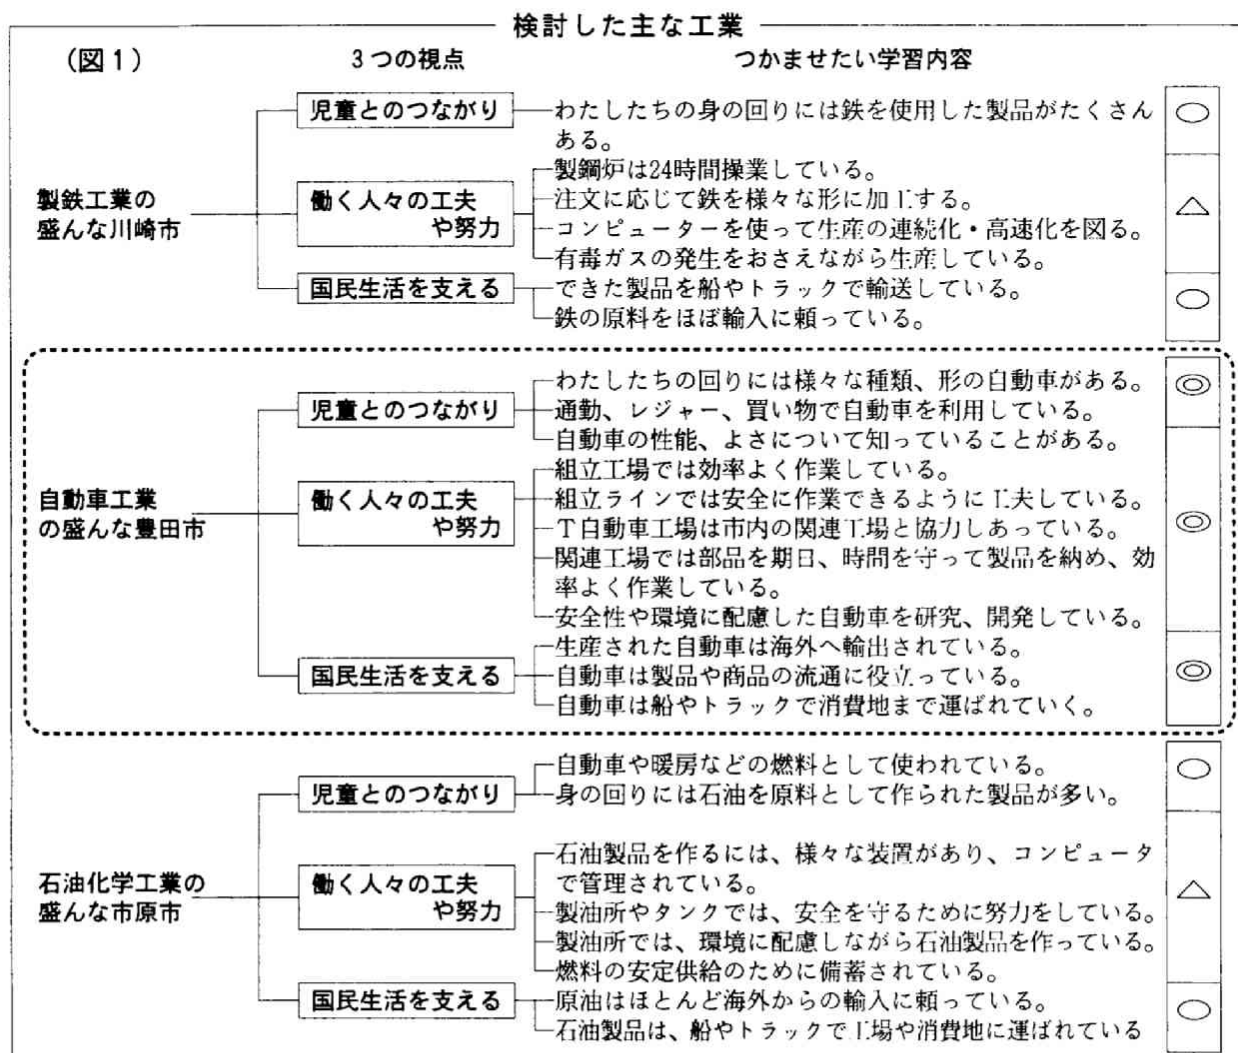 検討した主な工業
(図1)
3つの視点
つかませたい学習内容
製鉄工業の
盛んな川崎市
児童とのつながり
わたしたちの身の回りには鉄を使用した製品がたくさん
ある。
働く人々の工夫
や努力
製鋼炉は24時間操業している。
注文に応じて鉄を様々な形に加工する。
コンピューターを使って生産の連続化・高速化を図る。
有毒ガスの発生をおさえながら生産している。
国民生活を支える
できた製品を船やトラックで輸送している。
鉄の原料をほぼ輸入に頼っている。
○
△
○
自動車工業
の盛んな豊田市
児童とのつながり
わたしたちの回りには様々な種類、形の自動車がある。
通勤、レジャー、買い物で自動車を利用している。
自動車の性能、よさについて知っていることがある。
働く人々の工夫
や努力
組立工場では効率よく作業している。
組立ラインでは安全に作業できるように工夫している。
T自動車工場は市内の関連工場と協力しあっている。
関連工場では部品を期日、時間を守って製品を納め、効
率よく作業している。
安全性や環境に配慮した自動車を研究、開発している。
国民生活を支える
生産された自動車は海外へ輸出されている。
自動車は製品や商品の流通に役立っている。
自動車は船やトラックで消費地まで運ばれていく。
◎
◎
◎
石油化学工業の
盛んな市原市
児童とのつながり
自動車や暖房などの燃料として使われている。
身の回りには石油を原料として作られた製品が多い。
働く人々の工夫
や努力
石油製品を作るには、様々な装置があり、コンピュータ
で管理されている。
製油所やタンクでは、安全を守るために努力をしている。
製油所では、環境に配慮しながら石油製品を作っている。
燃料の安定供給のために備蓄されている。
国民生活を支える
原油はほとんど海外からの輸入に頼っている。
石油製品は、船やトラックで工場や消費地に運ばれている
○
△
○